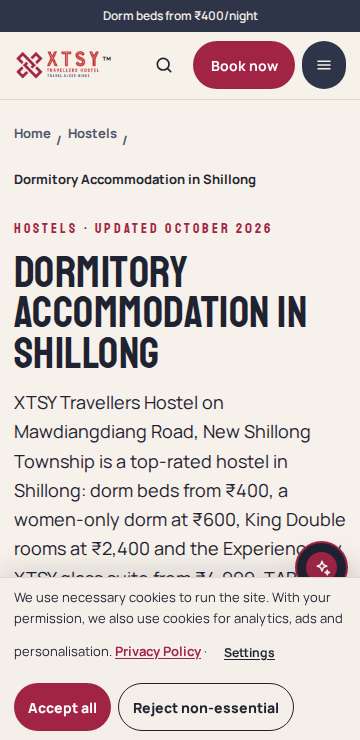 Dorm beds from ₹400/night
XTSY™
TRAVELLERS HOSTEL
TRAVEL SLEEP BINGE
Book now
Home / Hostels /
Dormitory Accommodation in Shillong
HOSTELS · UPDATED OCTOBER 2026
DORMITORY
ACCOMMODATION IN
SHILLONG
XTSY Travellers Hostel on
Mawdiangdiang Road, New Shillong
Township is a top-rated hostel in
Shillong: dorm beds from ₹400, a
women-only dorm at ₹600, King Double
rooms at ₹2,400 and the Experience
We use necessary cookies to run the site. With your
permission, we also use cookies for analytics, ads and
personalisation. Privacy Policy · Settings
Accept all
Reject non-essential